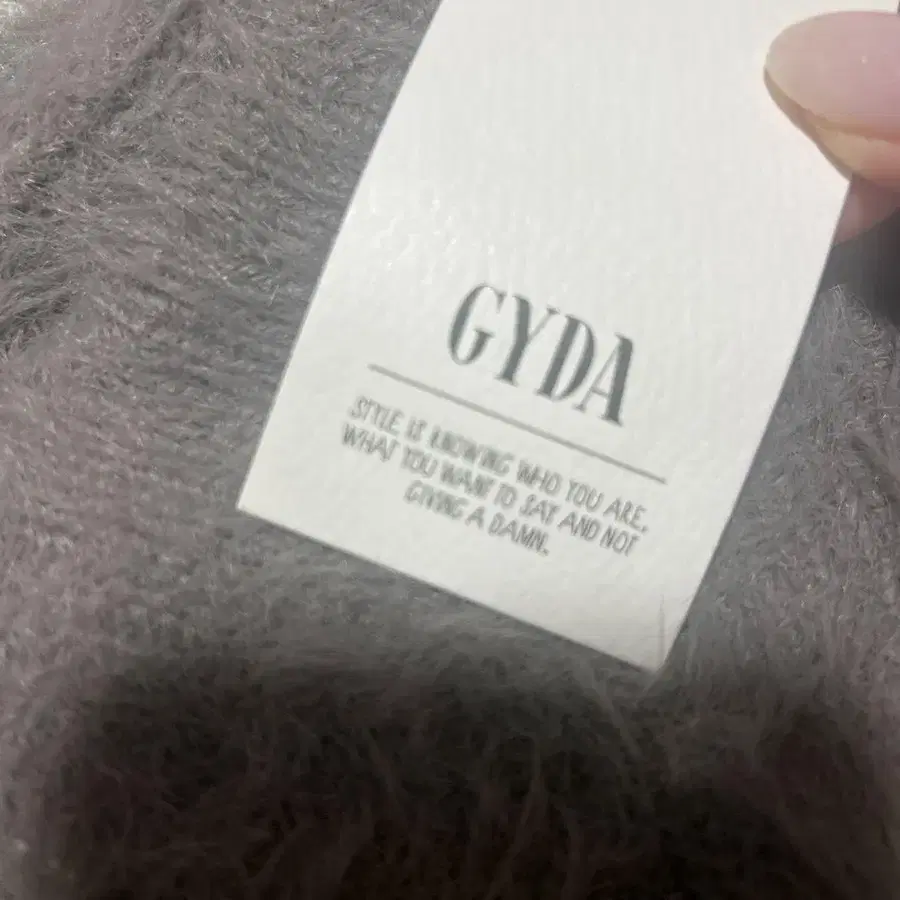 GYDA
STYLE IS KNOWING WHO YOU ARE,
WHAT YOU WANT TO SAY AND NOT
GIVING A DAMN.